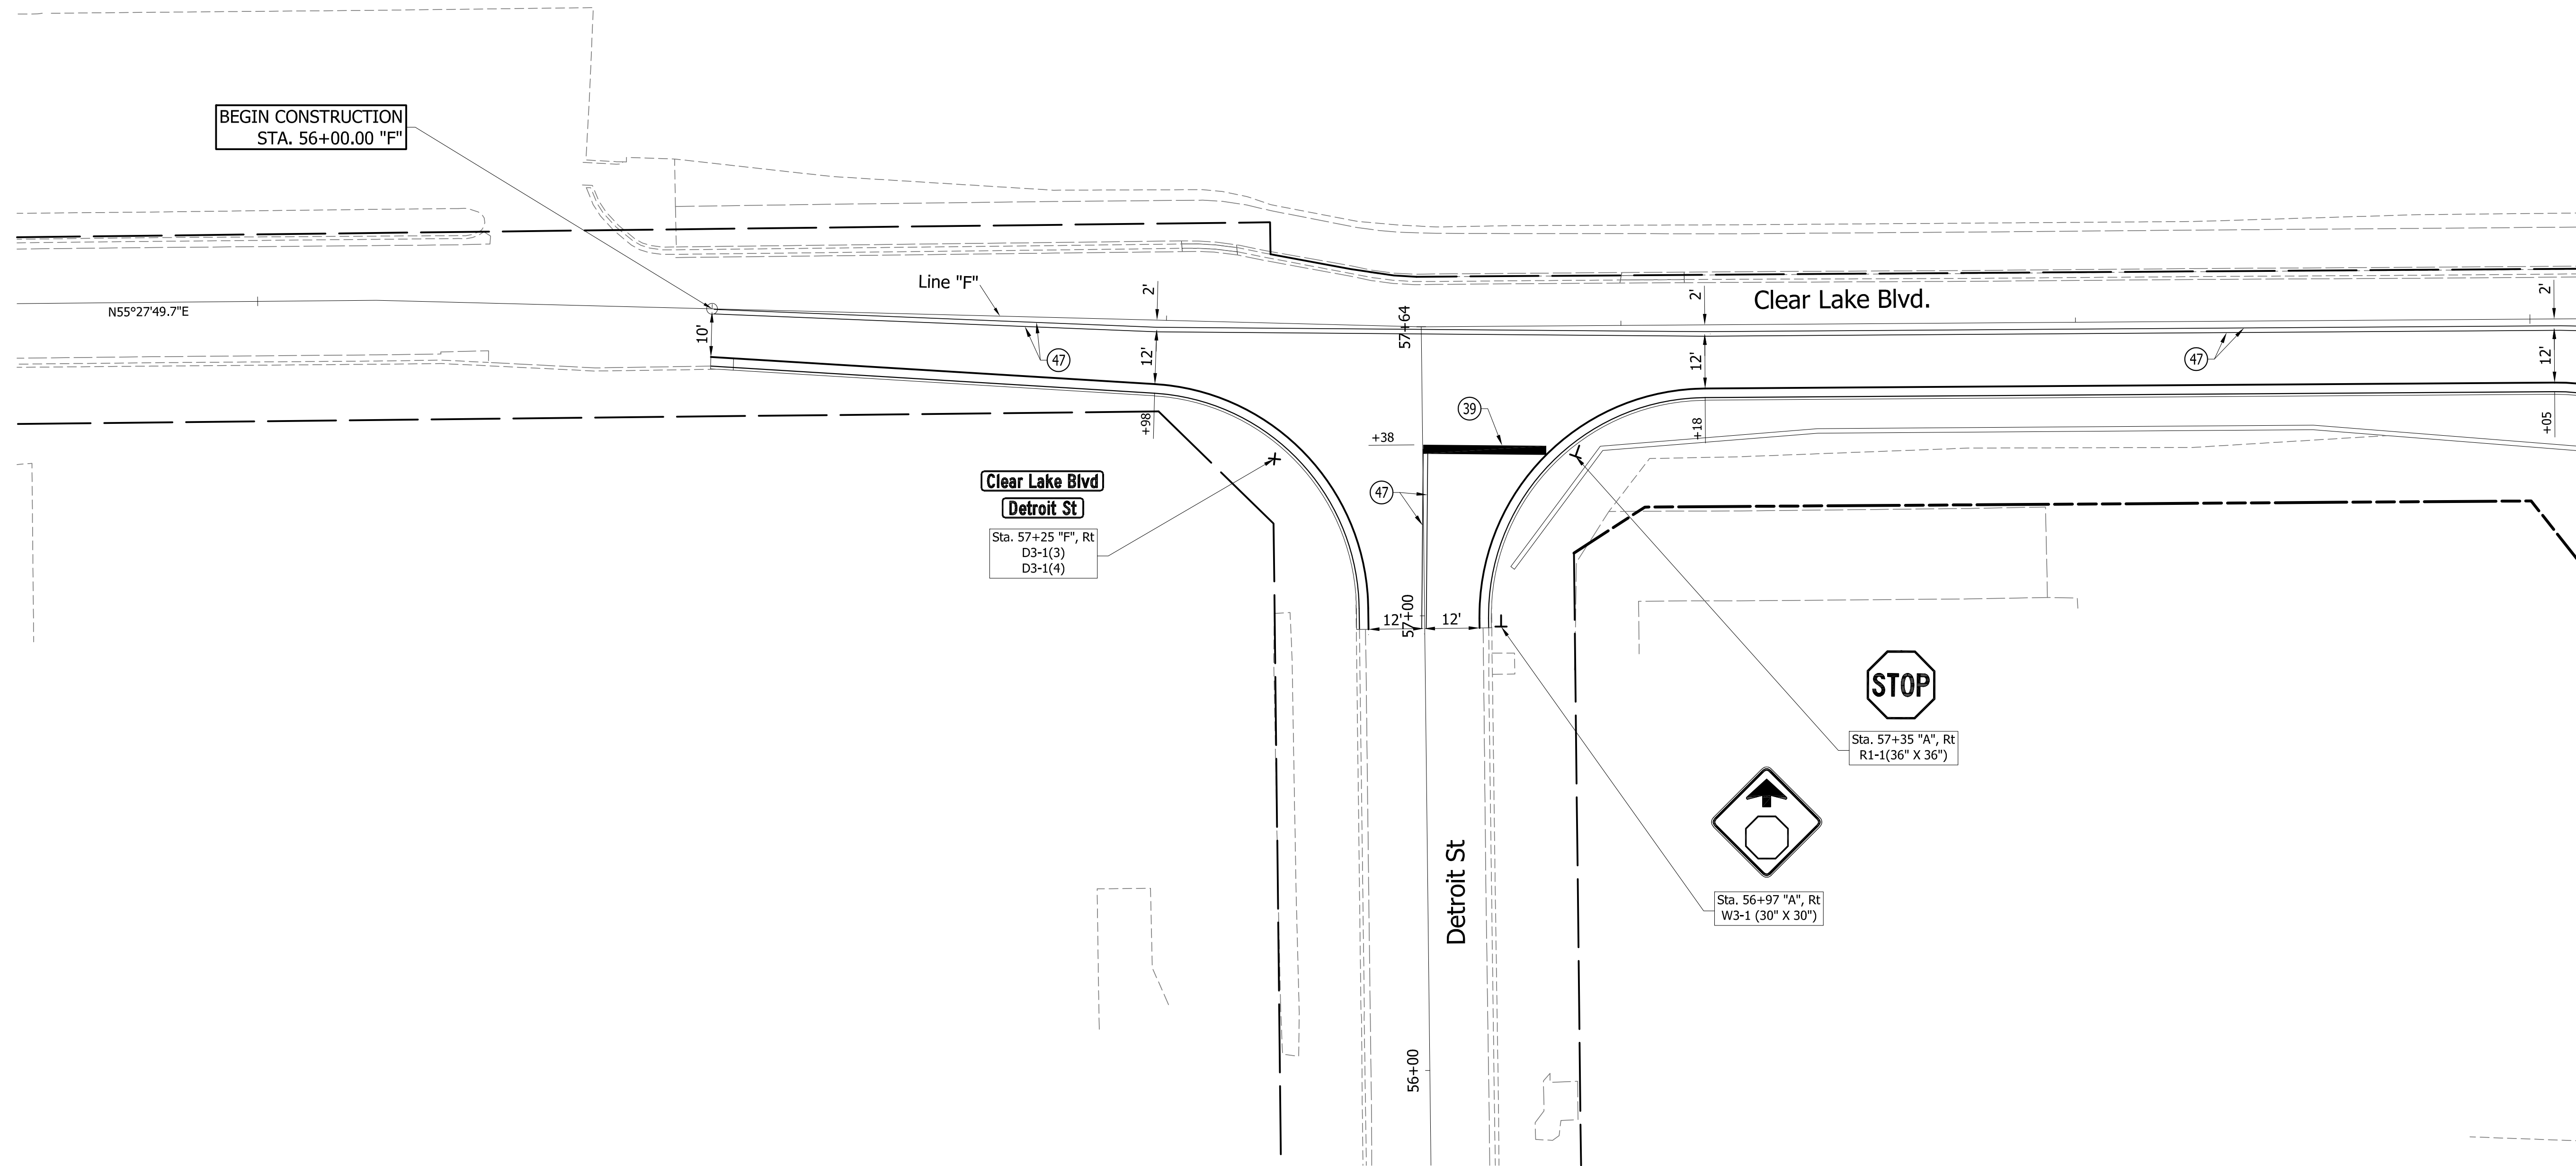 BEGIN CONSTRUCTION
STA. 56+00.00 "F"
N55°27'49.7"E
Line "F"
Clear Lake Blvd.
10'
2'
12'
+98
47
57+64
2'
12'
+18
47
2'
12'
+05
39
+38
47
Clear Lake Blvd
Detroit St
Sta. 57+25 "F", Rt
D3-1(3)
D3-1(4)
12'
57+00
12'
STOP
Sta. 57+35 "A", Rt
R1-1(36" X 36")
Sta. 56+97 "A", Rt
W3-1 (30" X 30")
Detroit St
56+00